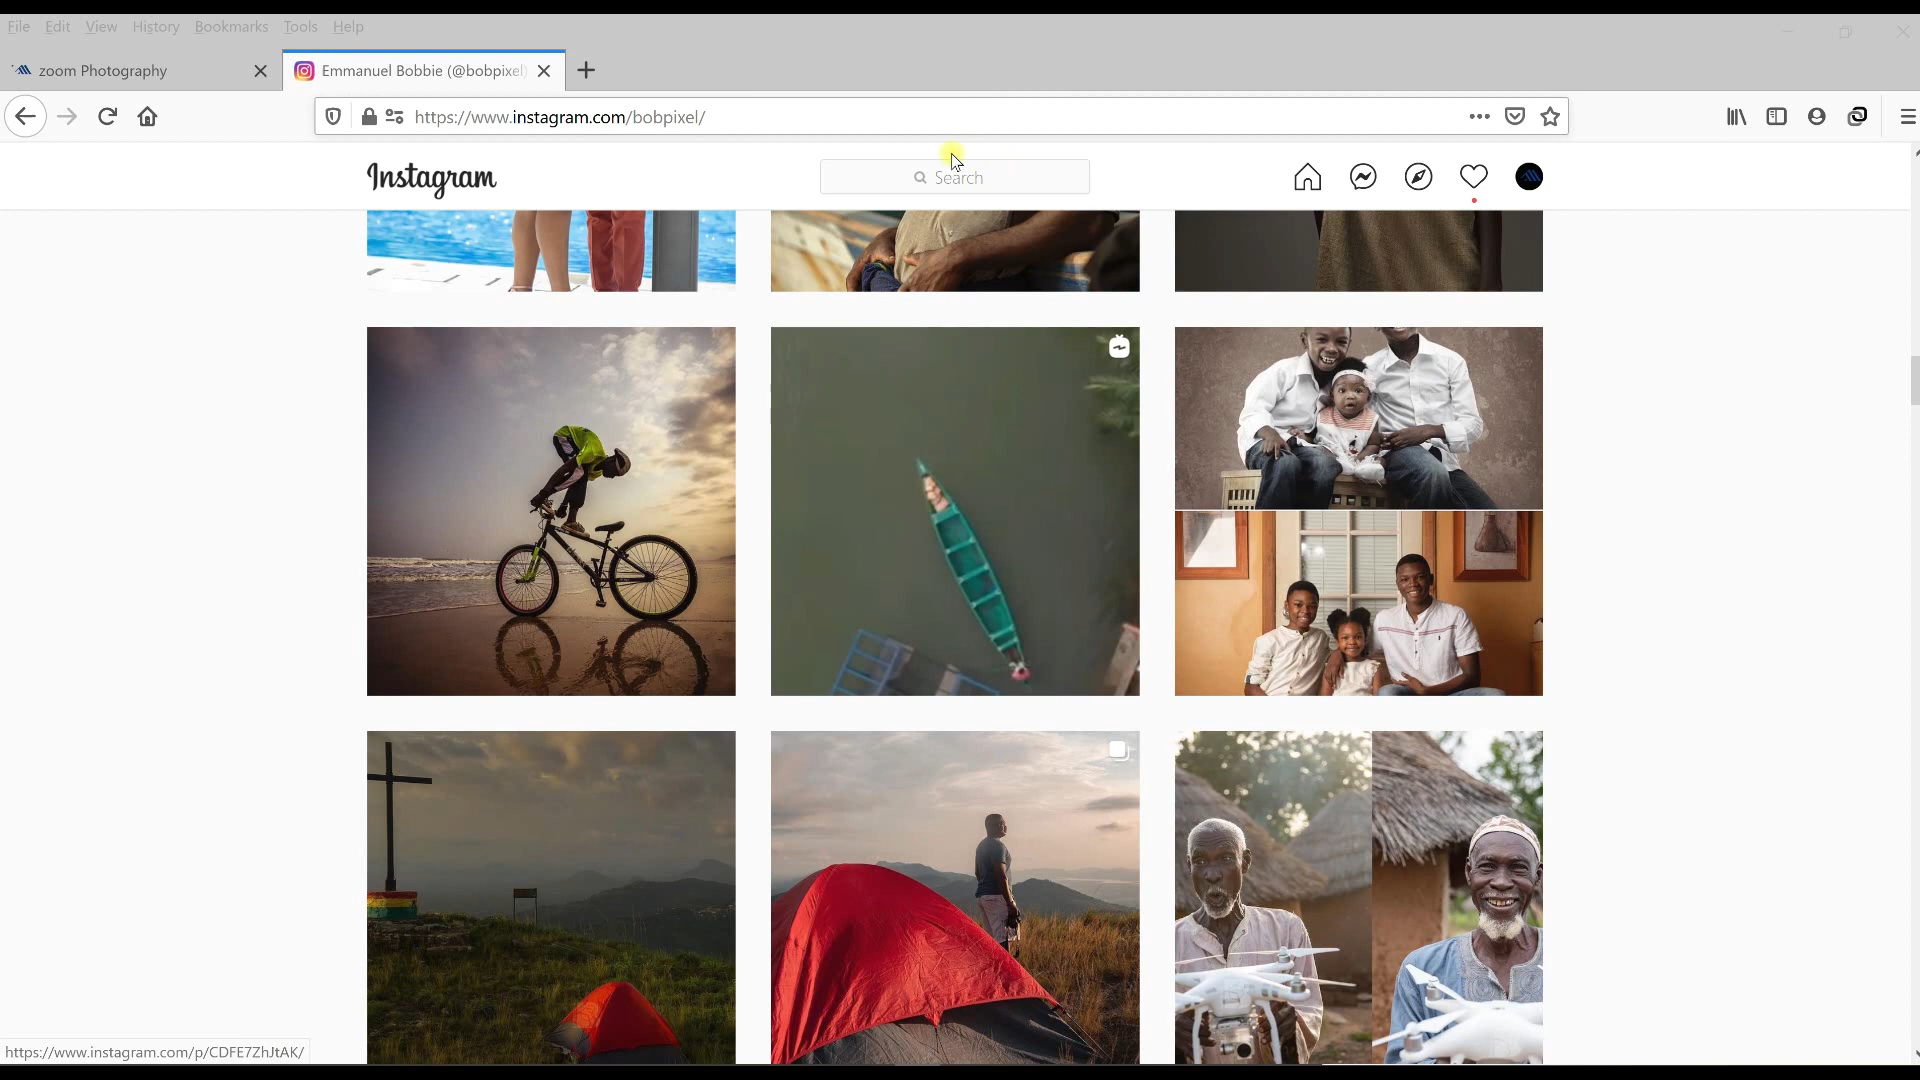 File Edit View History Bookmarks Tools Help
zoom Photography
Emmanuel Bobbie (@bobpixel)
https://www.instagram.com/bobpixel/
Instagram
Search
https://www.instagram.com/p/CDFE7ZhJtAK/